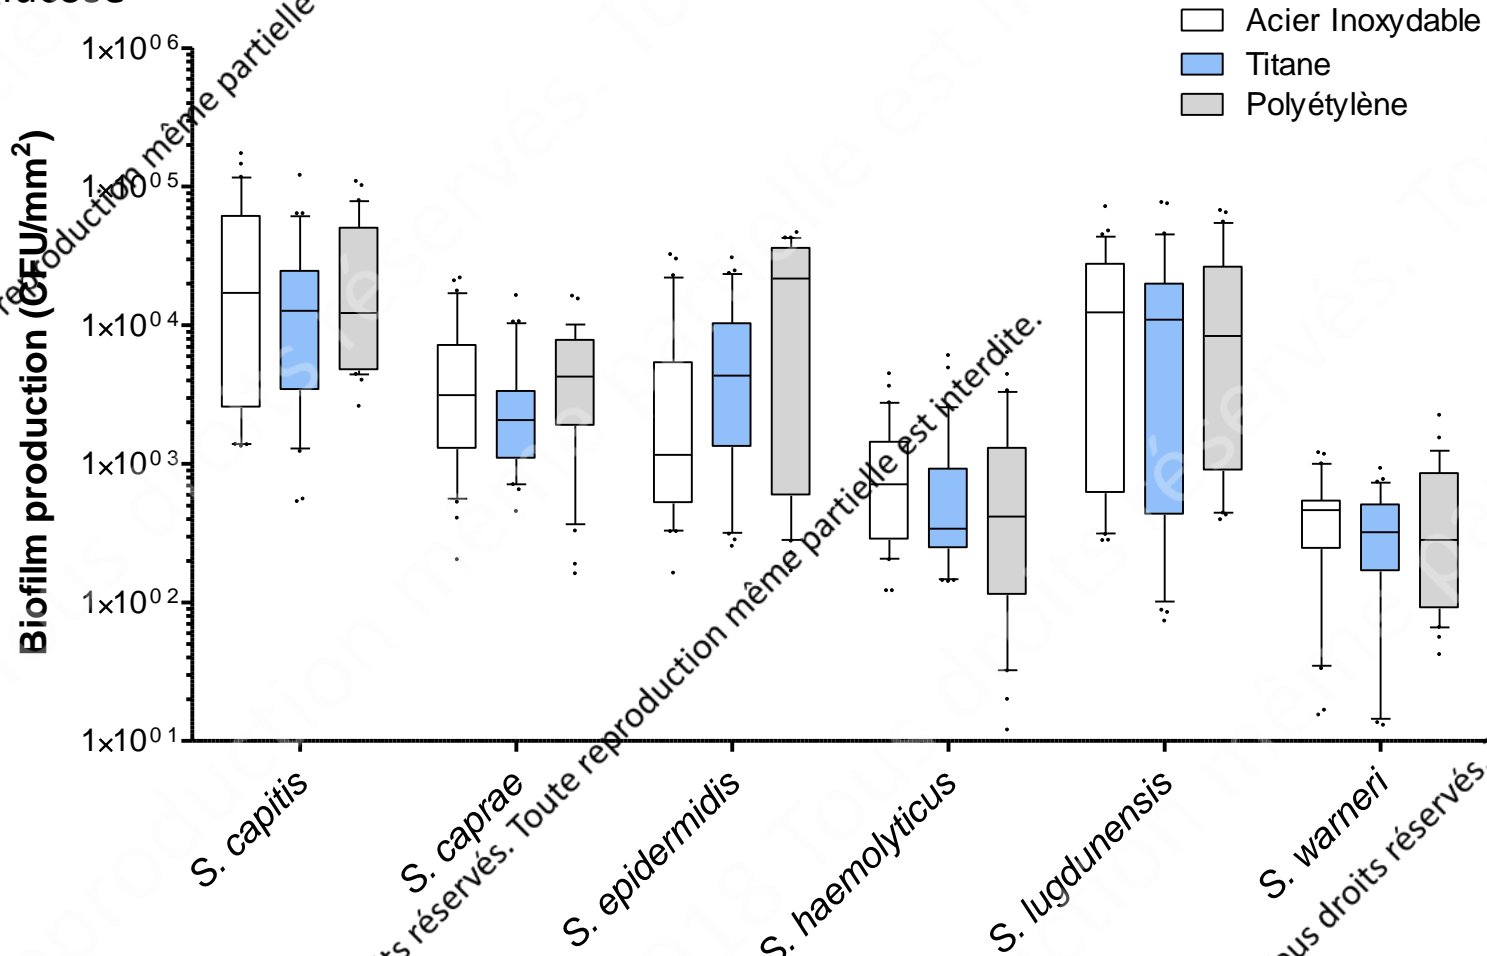 Acier Inoxydable
Titane
Polyétylène
Biofilm production (CFU/mm²)
1×10⁰⁶
1×10⁰⁵
1×10⁰⁴
1×10⁰³
1×10⁰²
1×10⁰¹
S. capitis
S. caprae
S. epidermidis
S. haemolyticus
S. lugdunensis
S. warneri
reproduction même partielle
réservés. Toute reproduction même partielle est interdite.
droits réservés.